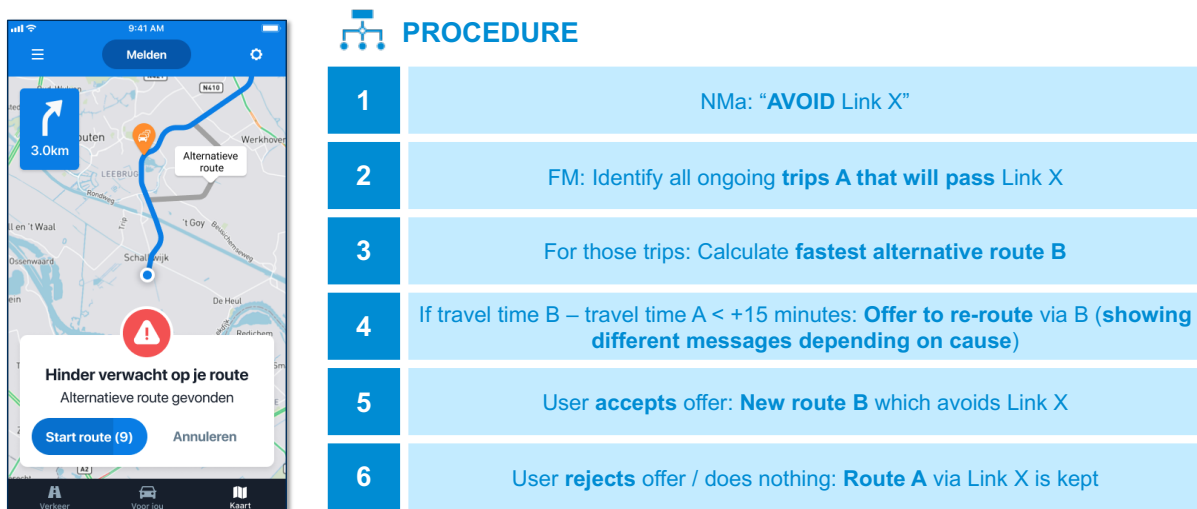 9:41 AM
Melden
N410
3.0km
outen
Werkhoven
Alternatieve
route
LEEBRUG
Rondweg
Trip
't Goy
ll en 't Waal
Ossenwaard
Schalkwijk
De Heul
Redichem
Hinder verwacht op je route
Alternatieve route gevonden
Start route (9)
Annuleren
A2
Verkeer
Voor jou
Kaart
PROCEDURE
1
NMa: “AVOID Link X”
2
FM: Identify all ongoing trips A that will pass Link X
3
For those trips: Calculate fastest alternative route B
4
If travel time B – travel time A < +15 minutes: Offer to re-route via B (showing
different messages depending on cause)
5
User accepts offer: New route B which avoids Link X
6
User rejects offer / does nothing: Route A via Link X is kept